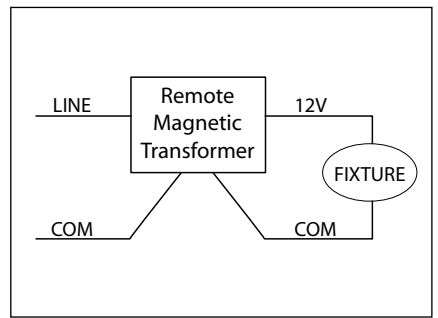 LINE
Remote
Magnetic
Transformer
12V
FIXTURE
COM
COM